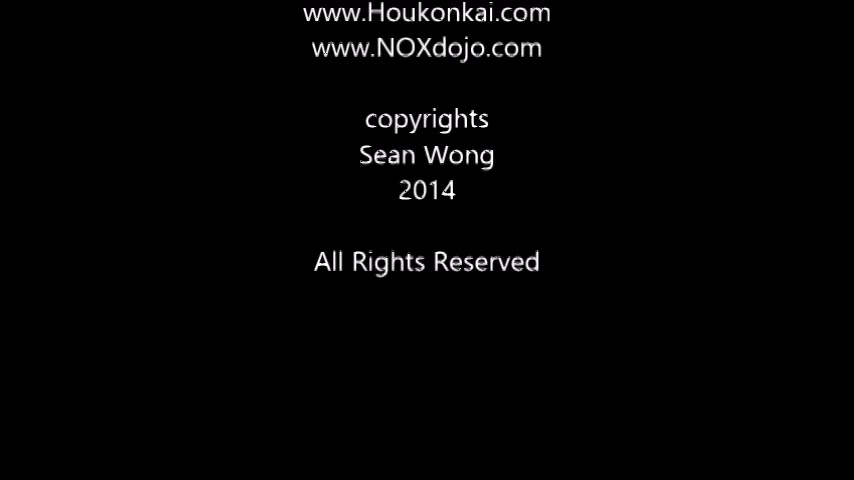 www.Houkonkai.com
www.NOXdojo.com
copyrights
Sean Wong
2014
All Rights Reserved